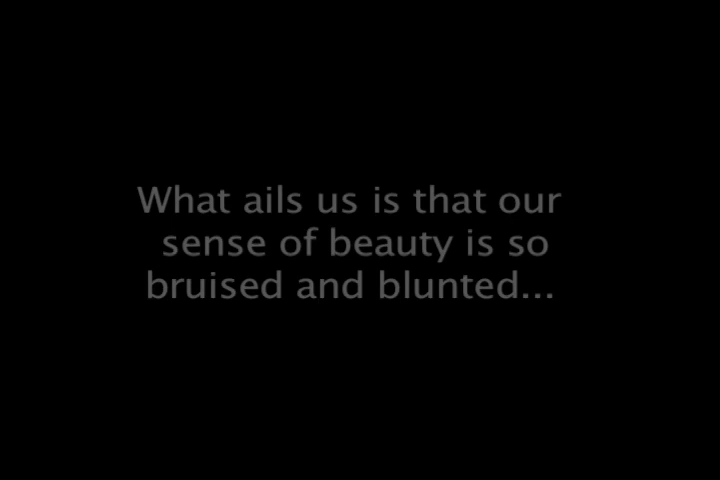 What ails us is that our
sense of beauty is so
bruised and blunted...